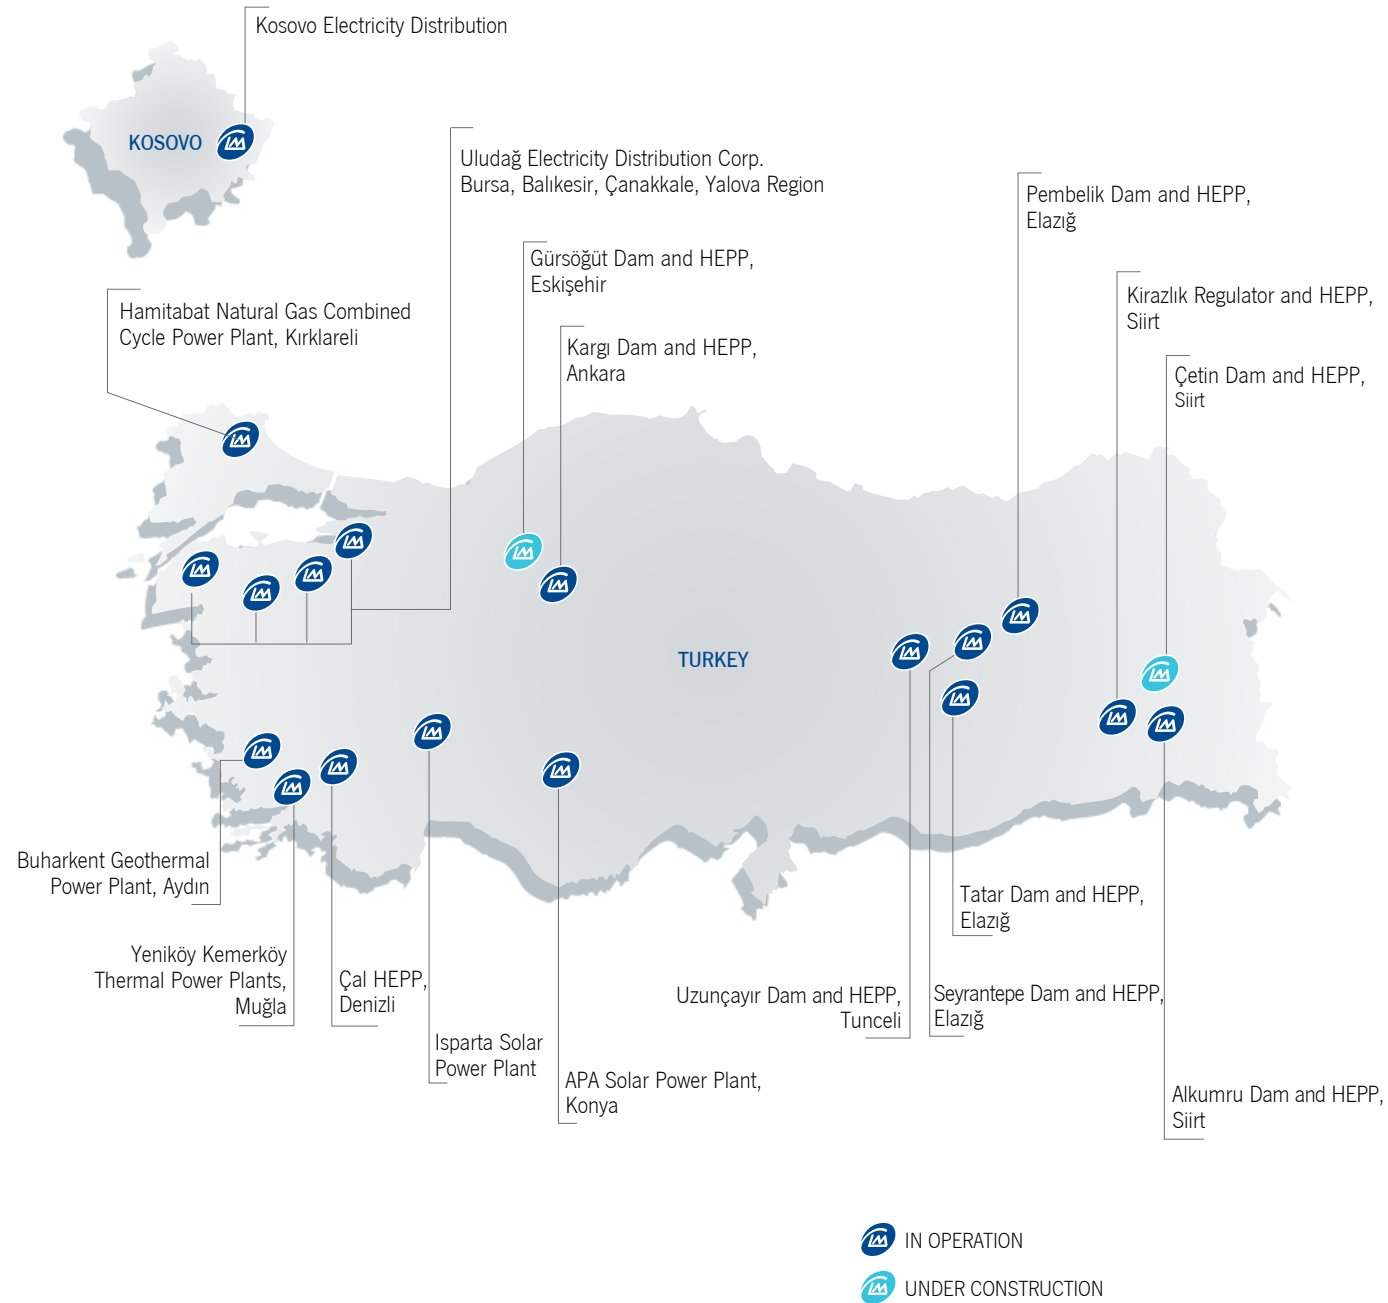 Kosovo Electricity Distribution
KOSOVO
Uludağ Electricity Distribution Corp.
Bursa, Balıkesir, Çanakkale, Yalova Region
Pembelik Dam and HEPP,
Elazığ
Gürsöğüt Dam and HEPP,
Eskişehir
Kirazlık Regulator and HEPP,
Siirt
Hamitabat Natural Gas Combined
Cycle Power Plant, Kırklareli
Kargı Dam and HEPP,
Ankara
Çetin Dam and HEPP,
Siirt
TURKEY
Buharkent Geothermal
Power Plant, Aydın
Tatar Dam and HEPP,
Elazığ
Yeniköy Kemerköy
Thermal Power Plants,
Muğla
Çal HEPP,
Denizli
Uzunçayır Dam and HEPP,
Tunceli
Seyrantepe Dam and HEPP,
Elazığ
Isparta Solar
Power Plant
APA Solar Power Plant,
Konya
Alkumru Dam and HEPP,
Siirt
IN OPERATION
UNDER CONSTRUCTION